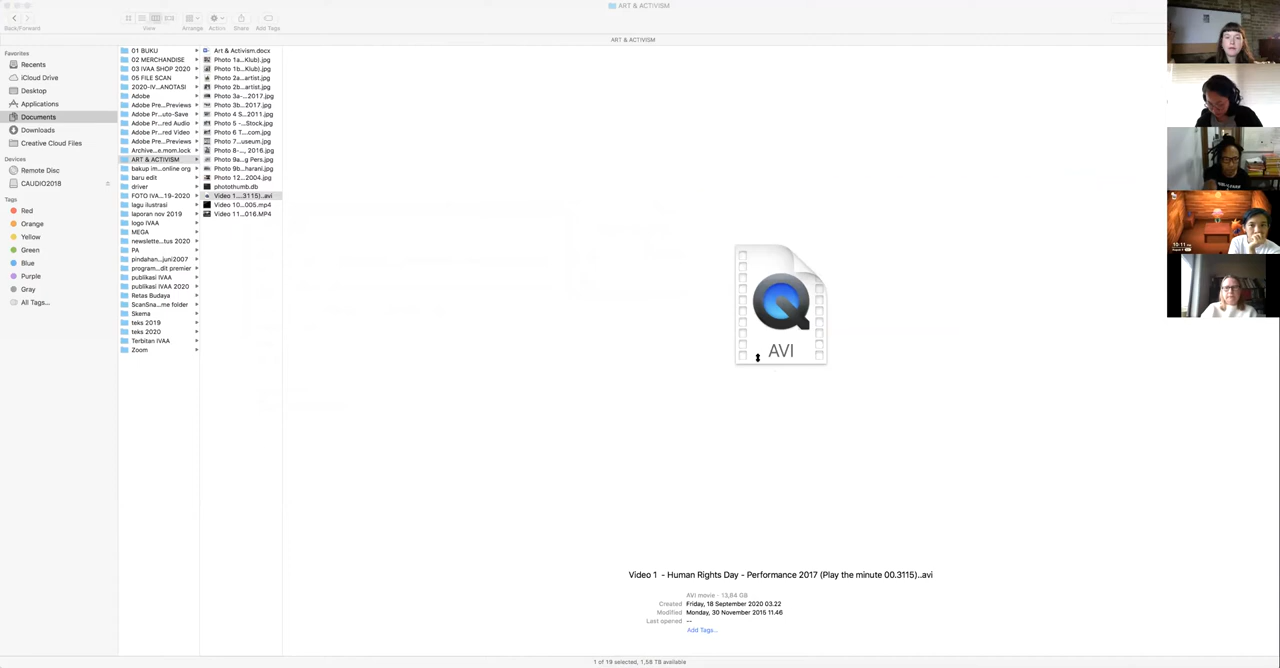 ART & ACTIVISM
Back/Forward
View
Arrange
Action
Share
Add Tags
ART & ACTIVISM
Favorites
Recents
iCloud Drive
Desktop
Applications
Documents
Downloads
Creative Cloud Files
Devices
Remote Disc
CAUDIO2018
Tags
Red
Orange
Yellow
Green
Blue
Purple
Gray
All Tags...
01 BUKU
02 MERCHANDISE
03 IVAA SHOP 2020
05 FILE SCAN
2020-IV...ANOTASI
Adobe
Adobe Pre...Previews
Adobe Pr...uto-Save
Adobe Pr...red Audio
Adobe Pr...red Video
Adobe Pre...Previews
Archive...e.mom.lock
ART & ACTIVISM
bakup im...online org
baru edit
driver
FOTO IVA...19-2020
lagu ilustrasi
laporan nov 2019
logo IVAA
MEGA
newslette...tus 2020
PA
pindahan...juni2007
program...dit premier
publikasi IVAA
publikasi IVAA 2020
Retas Budaya
ScanSna...me folder
Skema
teks 2019
teks 2020
Terbitan IVAA
Zoom
Art & Activism.docx
Photo 1a...Klub).jpg
Photo 1b...Klub).jpg
Photo 2a...artist.jpg
Photo 2b...artist.jpg
Photo 3a-...2017.jpg
Photo 3b...2017.jpg
Photo 4 S...2011.jpg
Photo 5 -...Stock.jpg
Photo 6 T...com.jpg
Photo 7...useum.jpg
Photo 8-..., 2016.jpg
Photo 9a...g Pers.jpg
Photo 9b...harani.jpg
Photo 12...2004.jpg
photothumb.db
Video 1....3115)..avi
Video 10...005.mp4
Video 11...016.MP4
AVI
Video 1 - Human Rights Day - Performance 2017 (Play the minute 00.3115)..avi
AVI movie - 13,84 GB
Created Friday, 18 September 2020 03.22
Modified Monday, 30 November 2015 11.46
Last opened --
Add Tags...
1 of 19 selected, 1,58 TB available
10:11